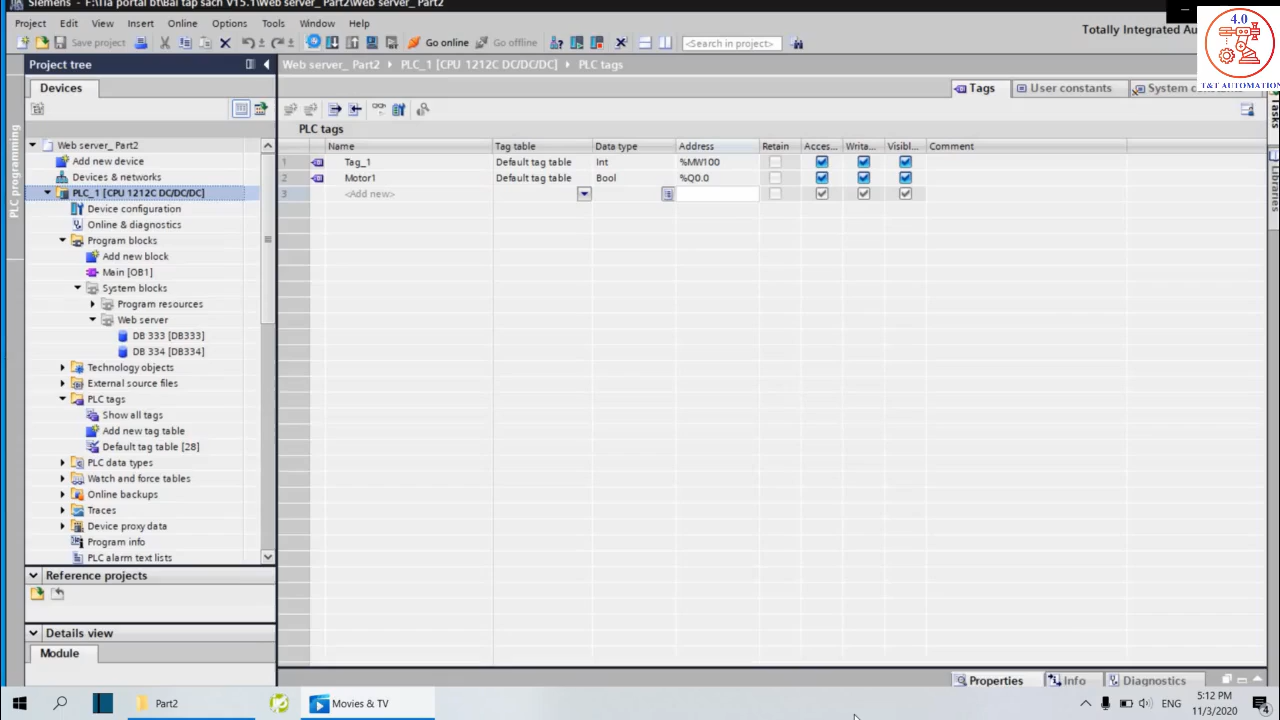 Siemens - F:\Tia portal bt\Bai tap sach V15.1\Web server_ Part2\Web server_ Part2
Project Edit View Insert Online Options Tools Window Help
Save project Go online Go offline <Search in project>
Totally Integrated Au
4.0
T&T AUTOMATION
Project tree
Web server_ Part2 PLC_1 [CPU 1212C DC/DC/DC] PLC tags
Devices
Tags User constants System
PLC programming
Tasks
Libraries
PLC tags
Name Tag table Data type Address Retain Acces... Writa... Visibl... Comment
1 Tag_1 Default tag table Int %MW100
2 Motor1 Default tag table Bool %Q0.0
3 <Add new>
Web server_ Part2
Add new device
Devices & networks
PLC_1 [CPU 1212C DC/DC/DC]
Device configuration
Online & diagnostics
Program blocks
Add new block
Main [OB1]
System blocks
Program resources
Web server
DB 333 [DB333]
DB 334 [DB334]
Technology objects
External source files
PLC tags
Show all tags
Add new tag table
Default tag table [28]
PLC data types
Watch and force tables
Online backups
Traces
Device proxy data
Program info
PLC alarm text lists
Reference projects
Details view
Module
Properties Info Diagnostics
Part2 Movies & TV ENG
5:12 PM
11/3/2020
4